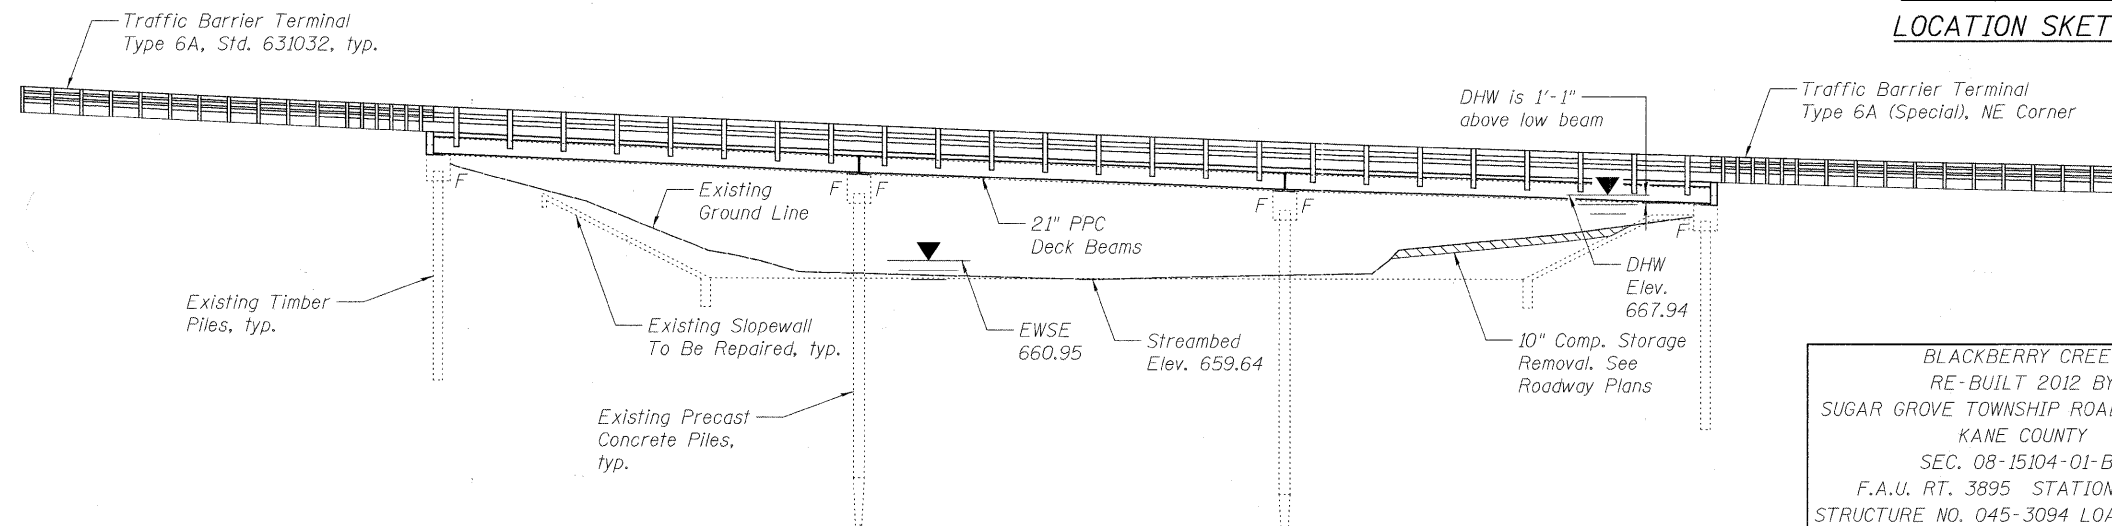 Traffic Barrier Terminal
Type 6A, Std. 631032, typ.
LOCATION SKET
DHW is 1'-1"
above low beam
Traffic Barrier Terminal
Type 6A (Special), NE Corner
F
F
F
F
F
F
Existing
Ground Line
21" PPC
Deck Beams
Existing Timber
Piles, typ.
Existing Slopewall
To Be Repaired, typ.
EWSE
660.95
Streambed
Elev. 659.64
DHW
Elev.
667.94
10" Comp. Storage
Removal. See
Roadway Plans
Existing Precast
Concrete Piles,
typ.
BLACKBERRY CREE
RE-BUILT 2012 BY
SUGAR GROVE TOWNSHIP ROA
KANE COUNTY
SEC. 08-15104-01-B
F.A.U. RT. 3895 STATION
STRUCTURE NO. 045-3094 LOA